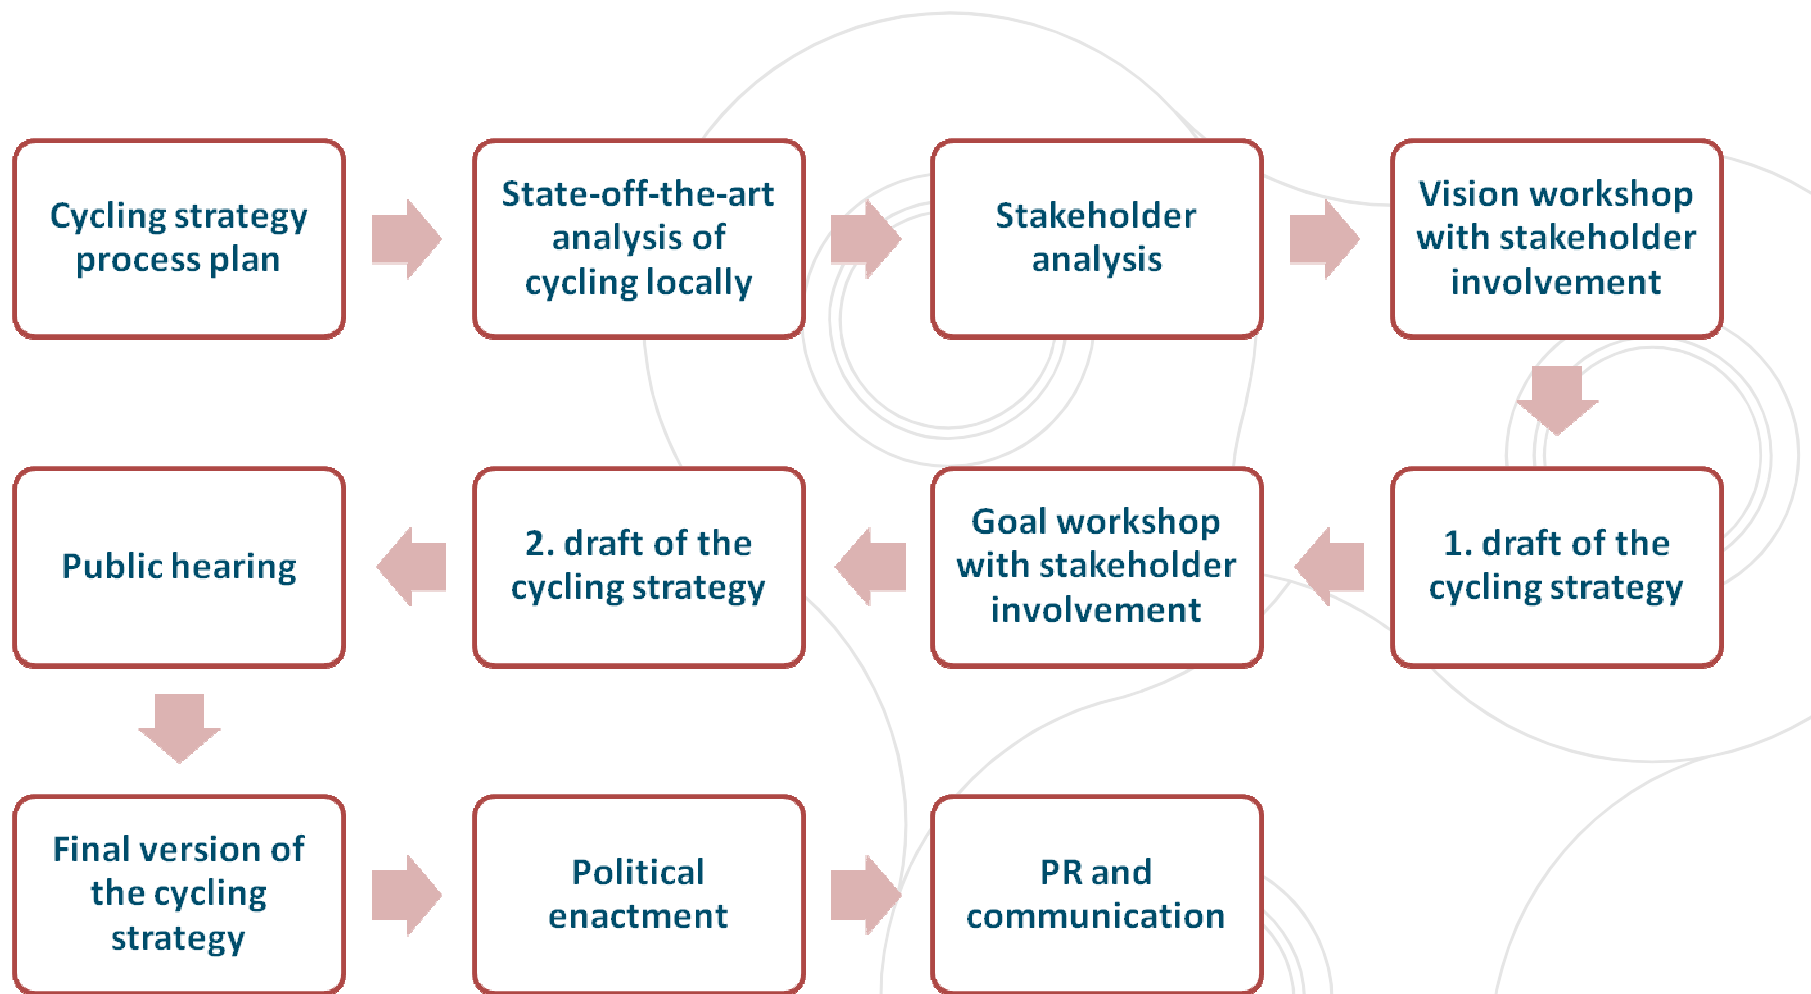 Cycling strategy
process plan
State-off-the-art
analysis of
cycling locally
Stakeholder
analysis
Vision workshop
with stakeholder
involvement
1. draft of the
cycling strategy
Goal workshop
with stakeholder
involvement
2. draft of the
cycling strategy
Public hearing
Final version of
the cycling
strategy
Political
enactment
PR and
communication